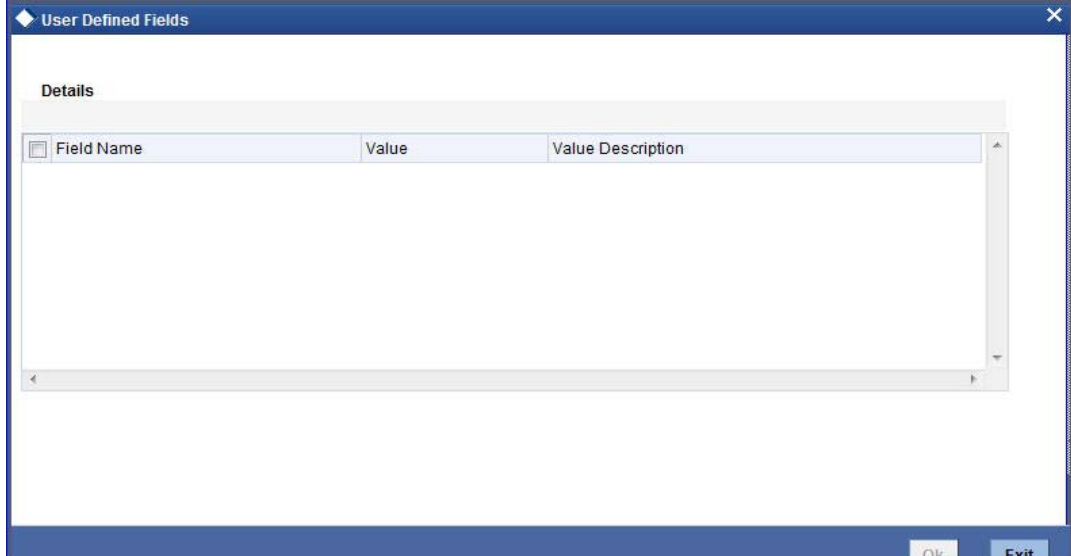 User Defined Fields
Details
Field Name Value Value Description
Ok Exit